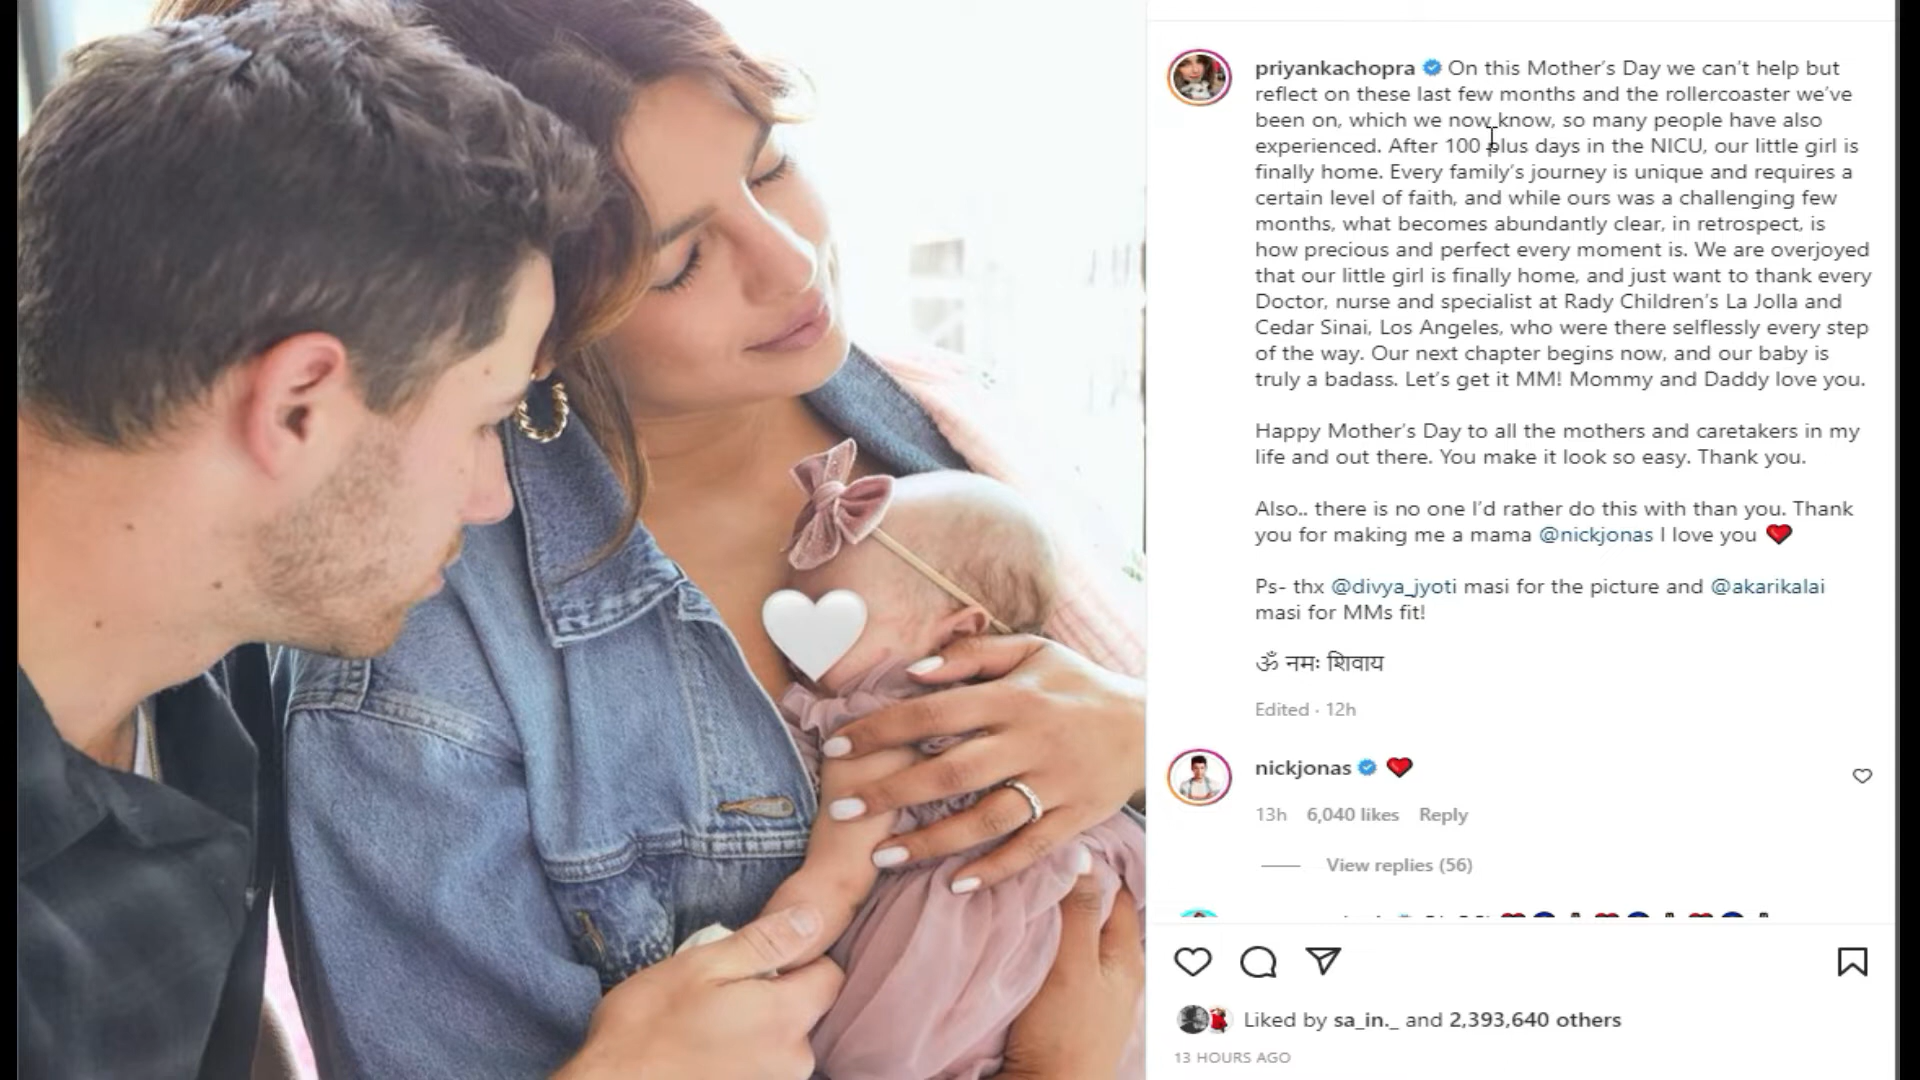 priyankachopra On this Mother's Day we can't help but
reflect on these last few months and the rollercoaster we've
been on, which we now know, so many people have also
experienced. After 100 plus days in the NICU, our little girl is
finally home. Every family's journey is unique and requires a
certain level of faith, and while ours was a challenging few
months, what becomes abundantly clear, in retrospect, is
how precious and perfect every moment is. We are overjoyed
that our little girl is finally home, and just want to thank every
Doctor, nurse and specialist at Rady Children's La Jolla and
Cedar Sinai, Los Angeles, who were there selflessly every step
of the way. Our next chapter begins now, and our baby is
truly a badass. Let's get it MM! Mommy and Daddy love you.
Happy Mother's Day to all the mothers and caretakers in my
life and out there. You make it look so easy. Thank you.
Also.. there is no one I'd rather do this with than you. Thank
you for making me a mama @nickjonas I love you ❤️
Ps- thx @divya_jyoti masi for the picture and @akarikalai
masi for MMs fit!
ॐ नमः शिवाय
Edited · 12h
nickjonas ❤️
13h 6,040 likes Reply
View replies (56)
Liked by sa_in._ and 2,393,640 others
13 HOURS AGO